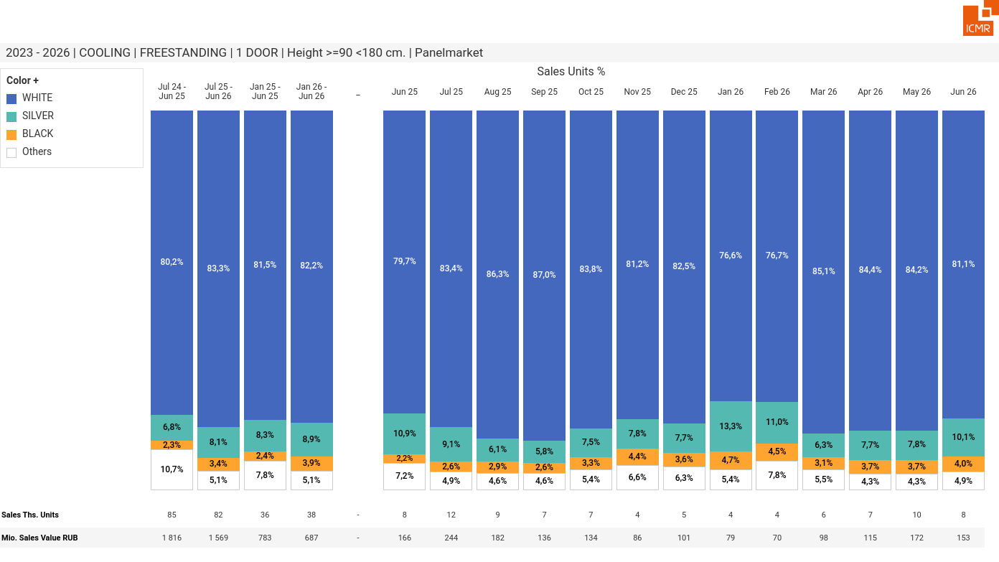 ICMR
2023 - 2026 | COOLING | FREESTANDING | 1 DOOR | Height >=90 <180 cm. | Panelmarket
Color +
WHITE
SILVER
BLACK
Others
Sales Units %
Jul 24 - Jun 25 Jul 25 - Jun 26 Jan 25 - Jun 25 Jan 26 - Jun 26 – Jun 25 Jul 25 Aug 25 Sep 25 Oct 25 Nov 25 Dec 25 Jan 26 Feb 26 Mar 26 Apr 26 May 26 Jun 26
80,2% 83,3% 81,5% 82,2% 79,7% 83,4% 86,3% 87,0% 83,8% 81,2% 82,5% 76,6% 76,7% 85,1% 84,4% 84,2% 81,1%
6,8% 8,1% 8,3% 8,9% 10,9% 9,1% 6,1% 5,8% 7,5% 7,8% 7,7% 13,3% 11,0% 6,3% 7,7% 7,8% 10,1%
2,3% 3,4% 2,4% 3,9% 2,2% 2,6% 2,9% 2,6% 3,3% 4,4% 3,6% 4,7% 4,5% 3,1% 3,7% 3,7% 4,0%
10,7% 5,1% 7,8% 5,1% 7,2% 4,9% 4,6% 4,6% 5,4% 6,6% 6,3% 5,4% 7,8% 5,5% 4,3% 4,3% 4,9%
Sales Ths. Units 85 82 36 38 - 8 12 9 7 7 4 5 4 4 6 7 10 8
Mio. Sales Value RUB 1 816 1 569 783 687 - 166 244 182 136 134 86 101 79 70 98 115 172 153